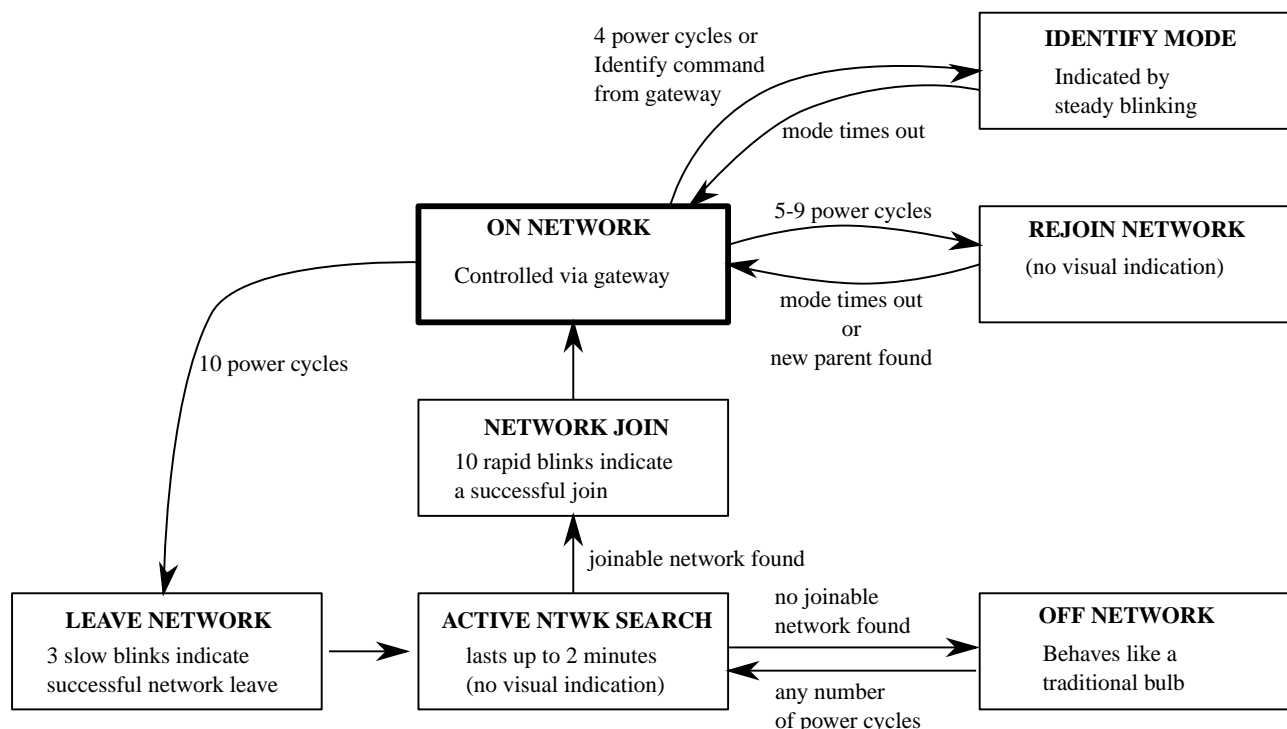 4 power cycles or
Identify command
from gateway
IDENTIFY MODE
Indicated by
steady blinking
mode times out
ON NETWORK
Controlled via gateway
5-9 power cycles
REJOIN NETWORK
(no visual indication)
mode times out
or
new parent found
10 power cycles
NETWORK JOIN
10 rapid blinks indicate
a successful join
joinable network found
LEAVE NETWORK
3 slow blinks indicate
successful network leave
ACTIVE NTWK SEARCH
lasts up to 2 minutes
(no visual indication)
no joinable
network found
any number
of power cycles
OFF NETWORK
Behaves like a
traditional bulb